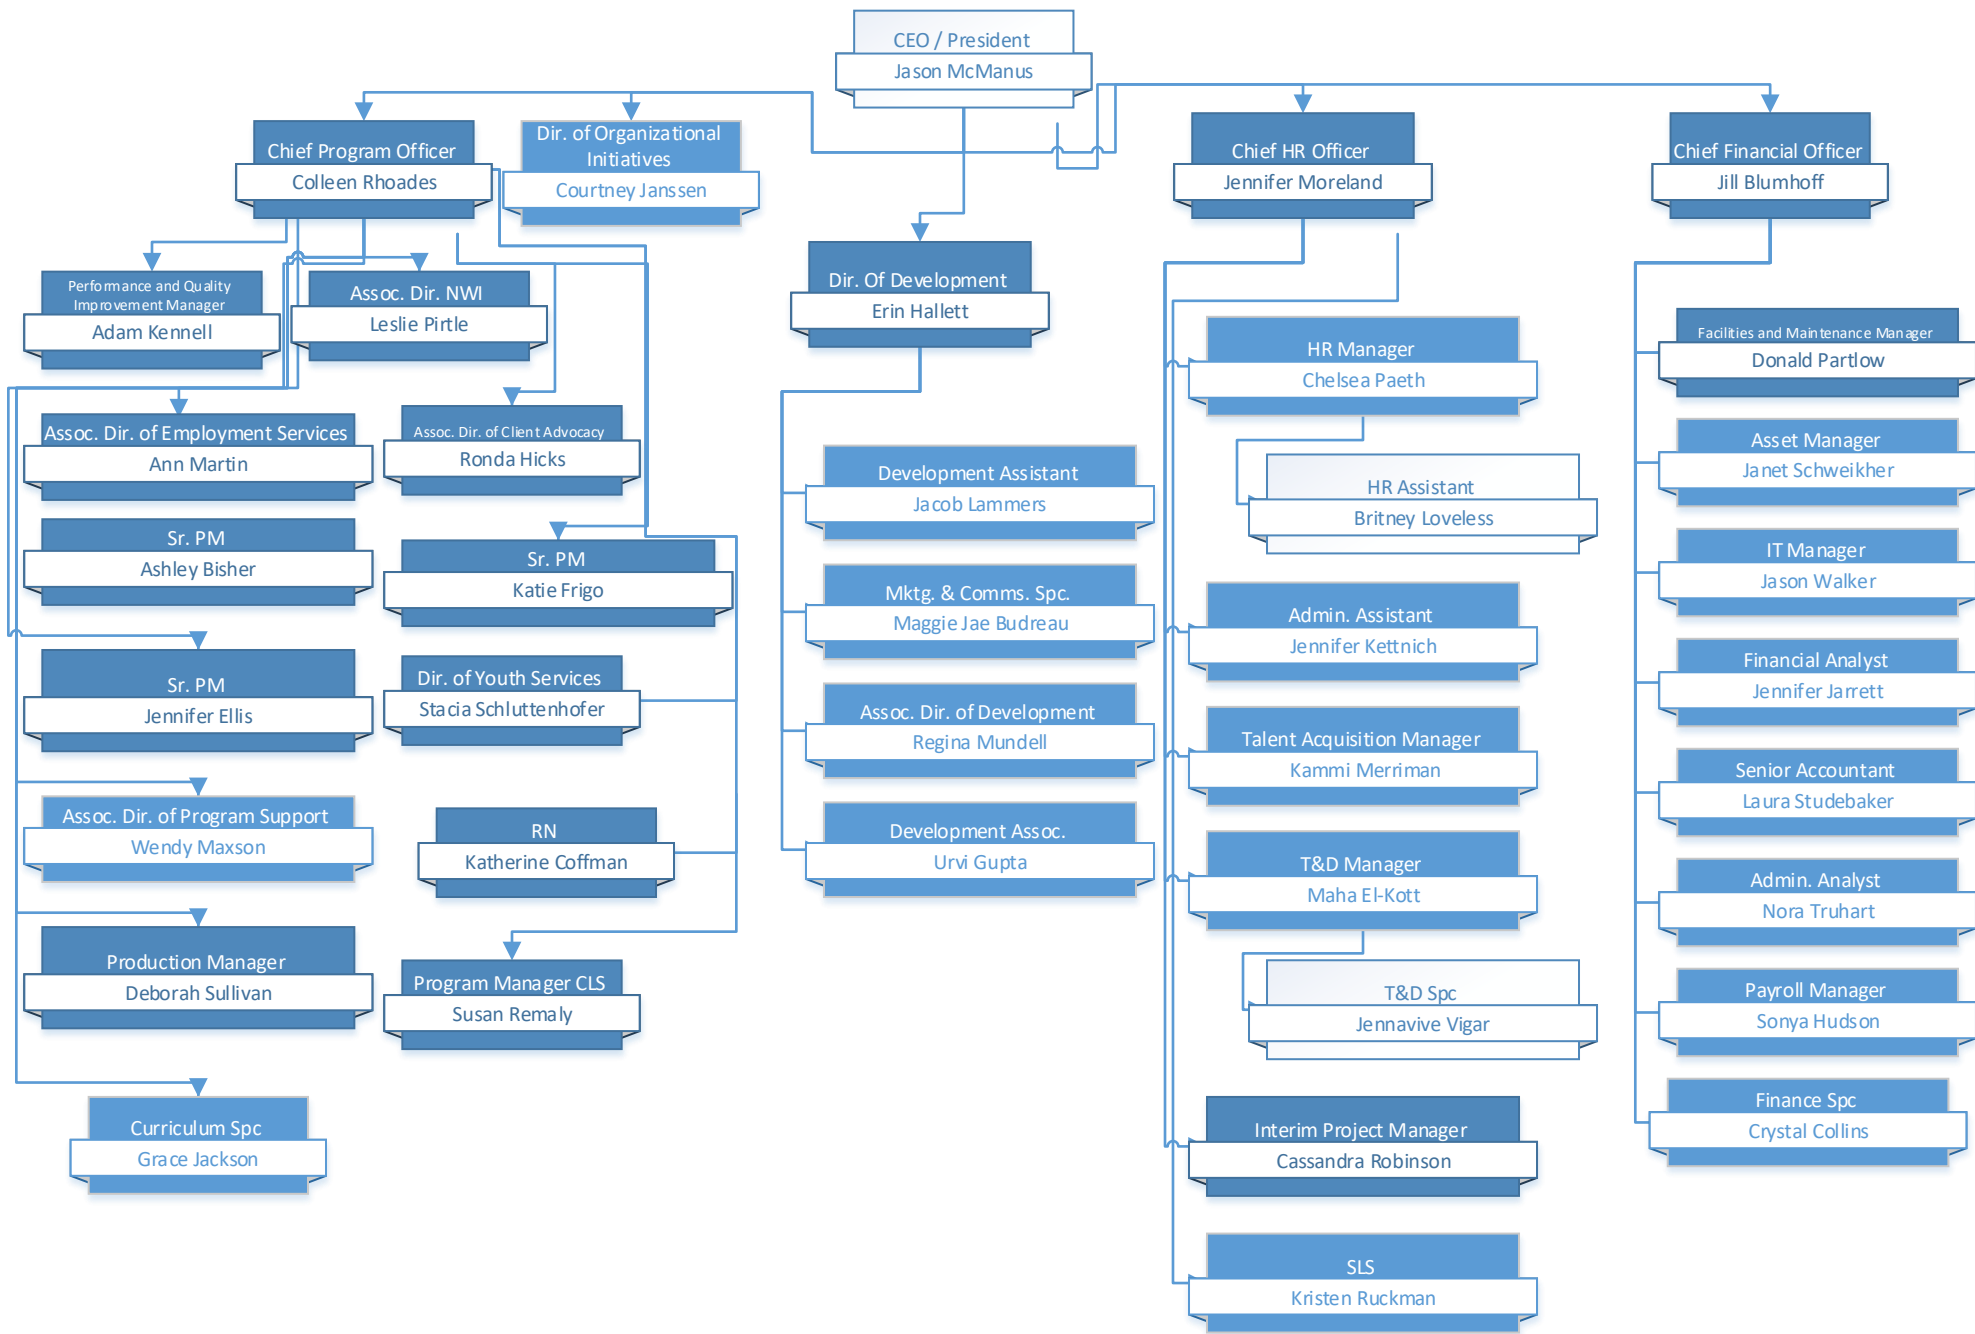 CEO / President
Jason McManus
Chief Program Officer
Colleen Rhoades
Dir. of Organizational
Initiatives
Courtney Janssen
Chief HR Officer
Jennifer Moreland
Chief Financial Officer
Jill Blumhoff
Dir. Of Development
Erin Hallett
Performance and Quality
Improvement Manager
Adam Kennell
Assoc. Dir. NWI
Leslie Pirtle
Assoc. Dir. of Employment Services
Ann Martin
Assoc. Dir. of Client Advocacy
Ronda Hicks
Sr. PM
Ashley Bisher
Sr. PM
Katie Frigo
Sr. PM
Jennifer Ellis
Dir. of Youth Services
Stacia Schluttenhofer
Assoc. Dir. of Program Support
Wendy Maxson
RN
Katherine Coffman
Production Manager
Deborah Sullivan
Program Manager CLS
Susan Remaly
Curriculum Spc
Grace Jackson
Development Assistant
Jacob Lammers
Mktg. & Comms. Spc.
Maggie Jae Budreau
Assoc. Dir. of Development
Regina Mundell
Development Assoc.
Urvi Gupta
HR Manager
Chelsea Paeth
HR Assistant
Britney Loveless
Admin. Assistant
Jennifer Kettnich
Talent Acquisition Manager
Kammi Merriman
T&D Manager
Maha El-Kott
T&D Spc
Jennavive Vigar
Interim Project Manager
Cassandra Robinson
SLS
Kristen Ruckman
Facilities and Maintenance Manager
Donald Partlow
Asset Manager
Janet Schweikher
IT Manager
Jason Walker
Financial Analyst
Jennifer Jarrett
Senior Accountant
Laura Studebaker
Admin. Analyst
Nora Truhart
Payroll Manager
Sonya Hudson
Finance Spc
Crystal Collins